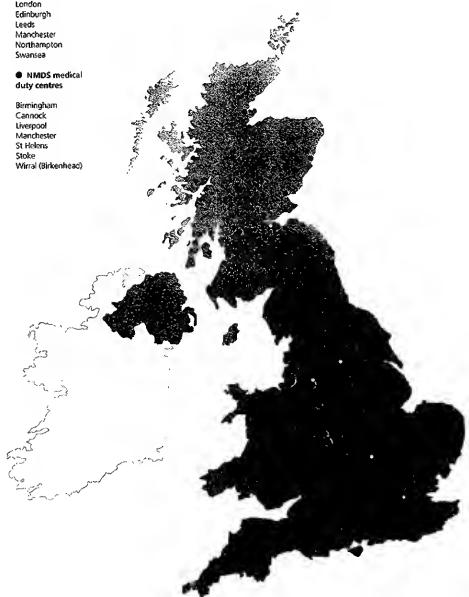 London
Edinburgh
Leeds
Manchester
Northampton
Swansea
● NMDS medical
duty centres
Birmingham
Cannock
Liverpool
Manchester
St Helens
Stoke
Wirral (Birkenhead)